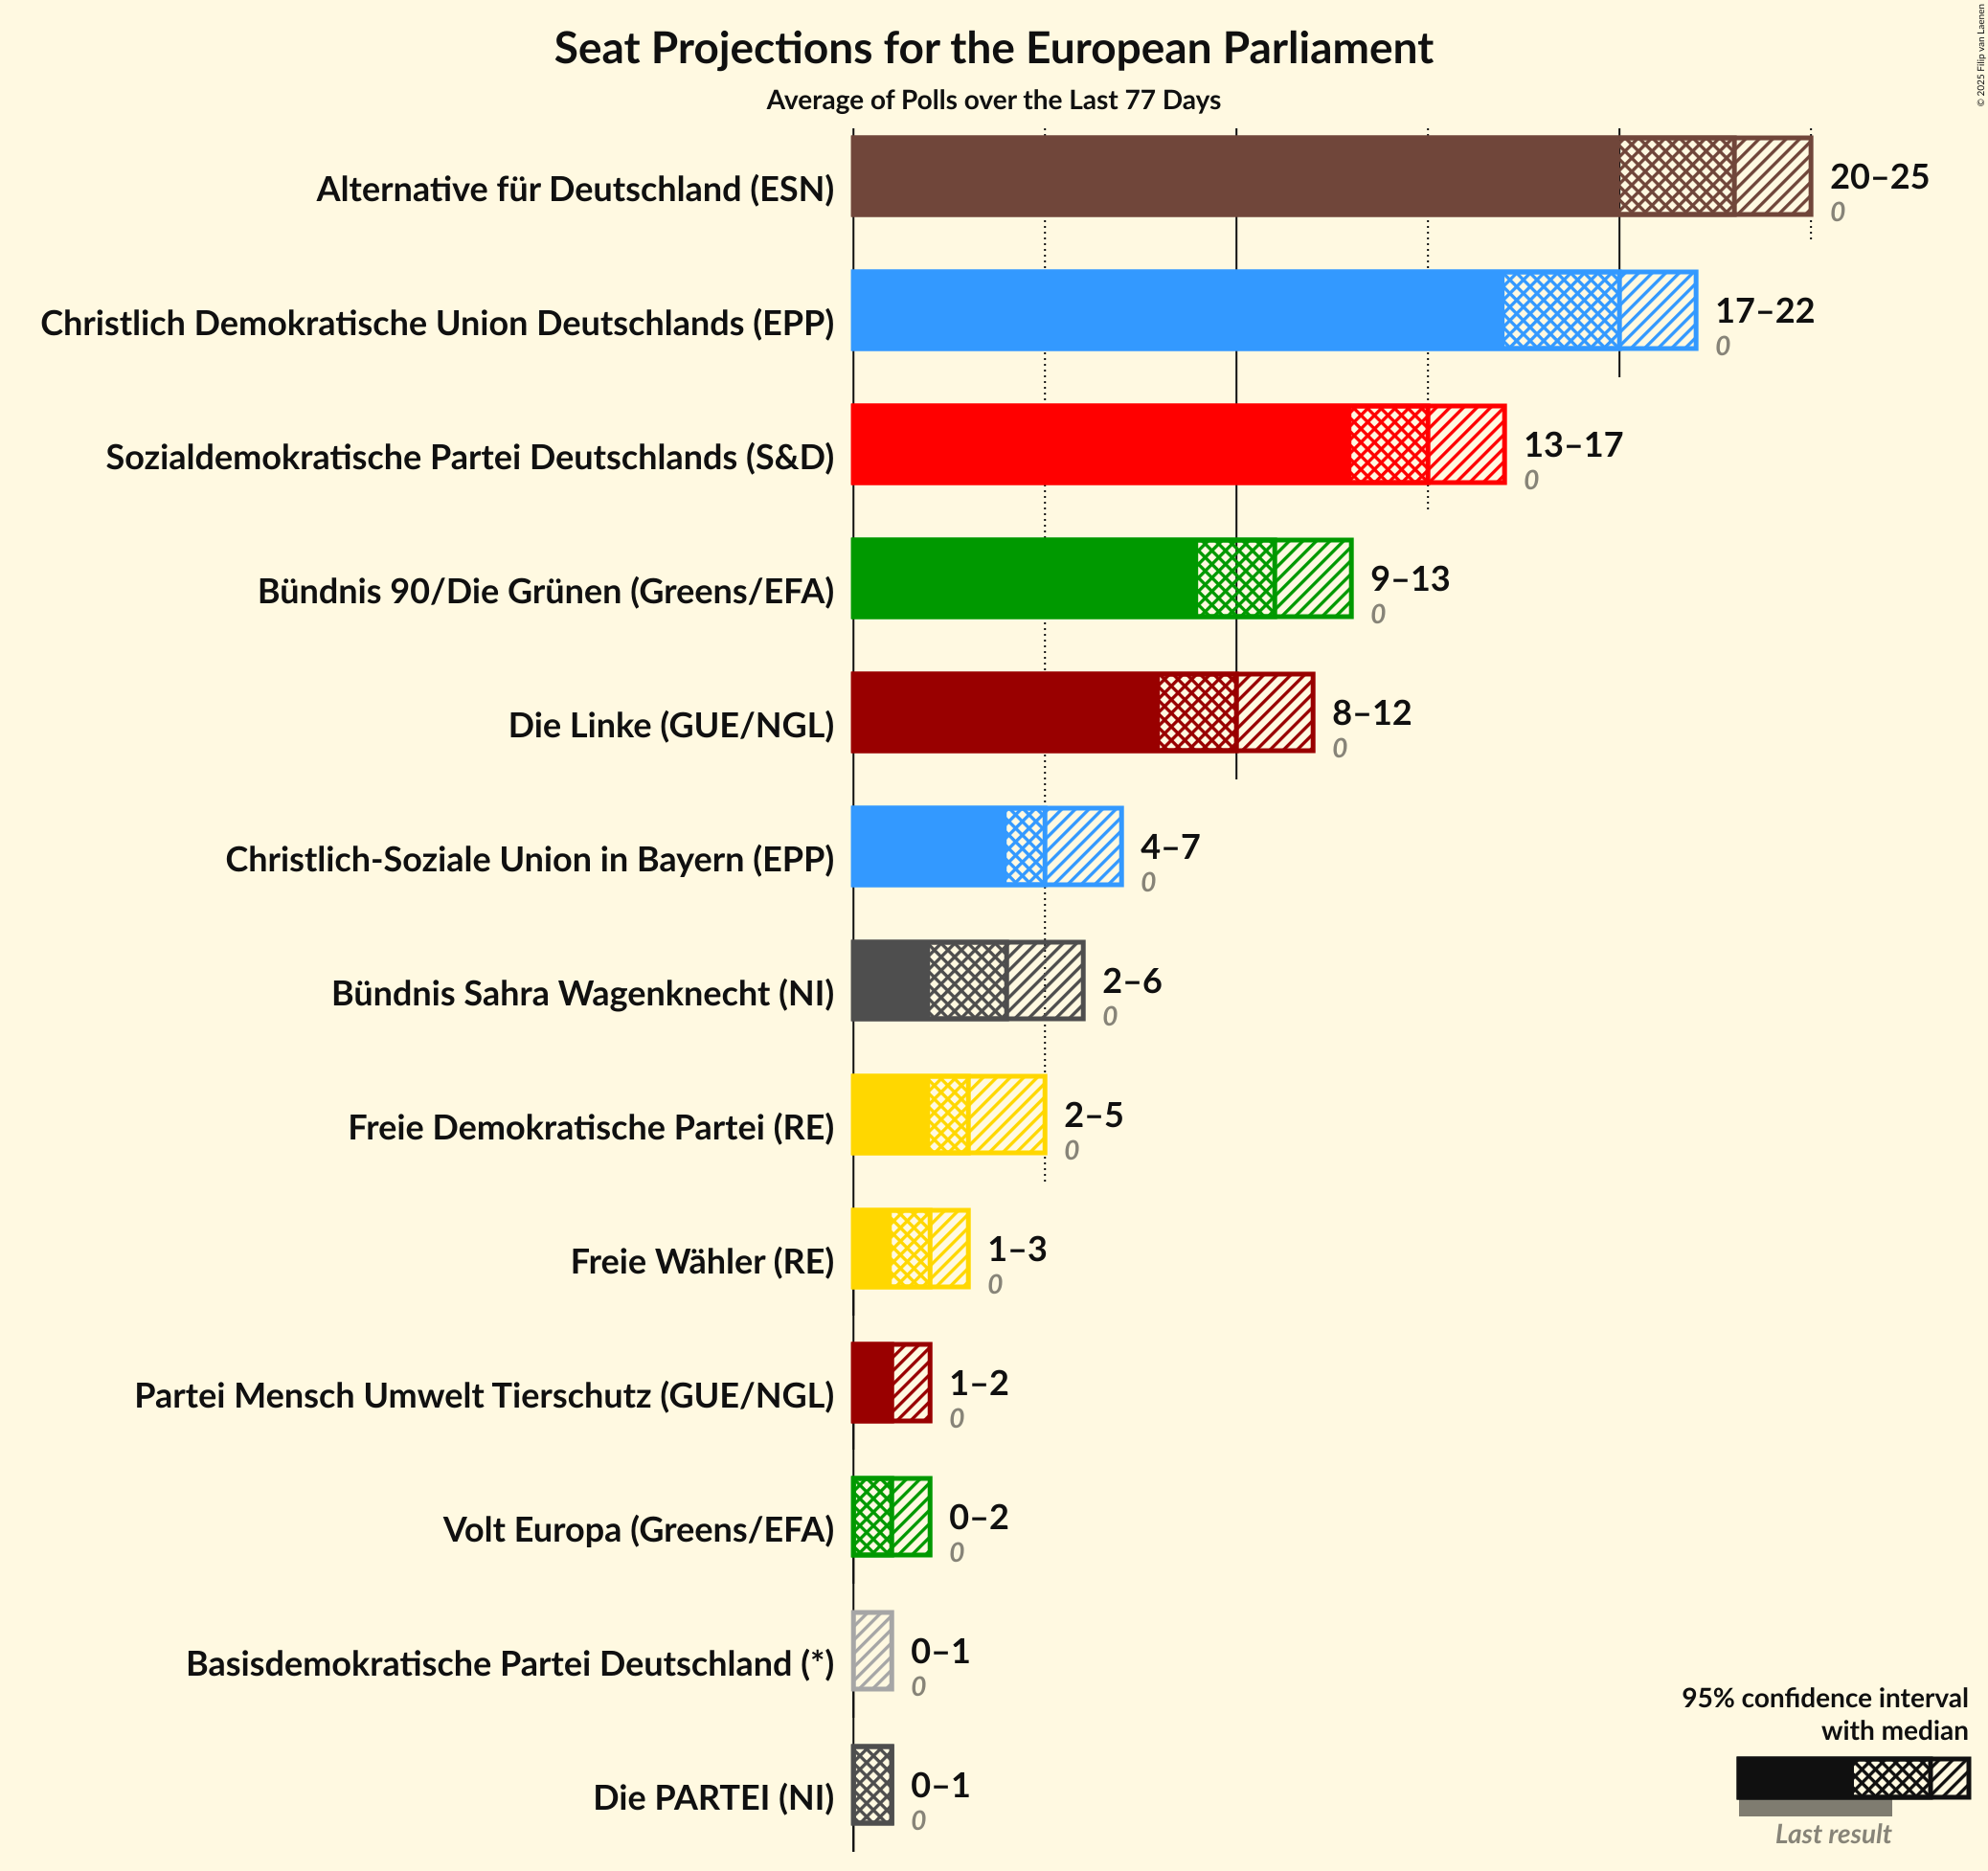 Seat Projections for the European Parliament
Average of Polls over the Last 77 Days
© 2025 Filip van Laenen
Alternative für Deutschland (ESN)
20–25
0
Christlich Demokratische Union Deutschlands (EPP)
17–22
0
Sozialdemokratische Partei Deutschlands (S&D)
13–17
0
Bündnis 90/Die Grünen (Greens/EFA)
9–13
0
Die Linke (GUE/NGL)
8–12
0
Christlich-Soziale Union in Bayern (EPP)
4–7
0
Bündnis Sahra Wagenknecht (NI)
2–6
0
Freie Demokratische Partei (RE)
2–5
0
Freie Wähler (RE)
1–3
0
Partei Mensch Umwelt Tierschutz (GUE/NGL)
1–2
0
Volt Europa (Greens/EFA)
0–2
0
Basisdemokratische Partei Deutschland (*)
0–1
0
Die PARTEI (NI)
0–1
0
95% confidence interval
with median
Last result